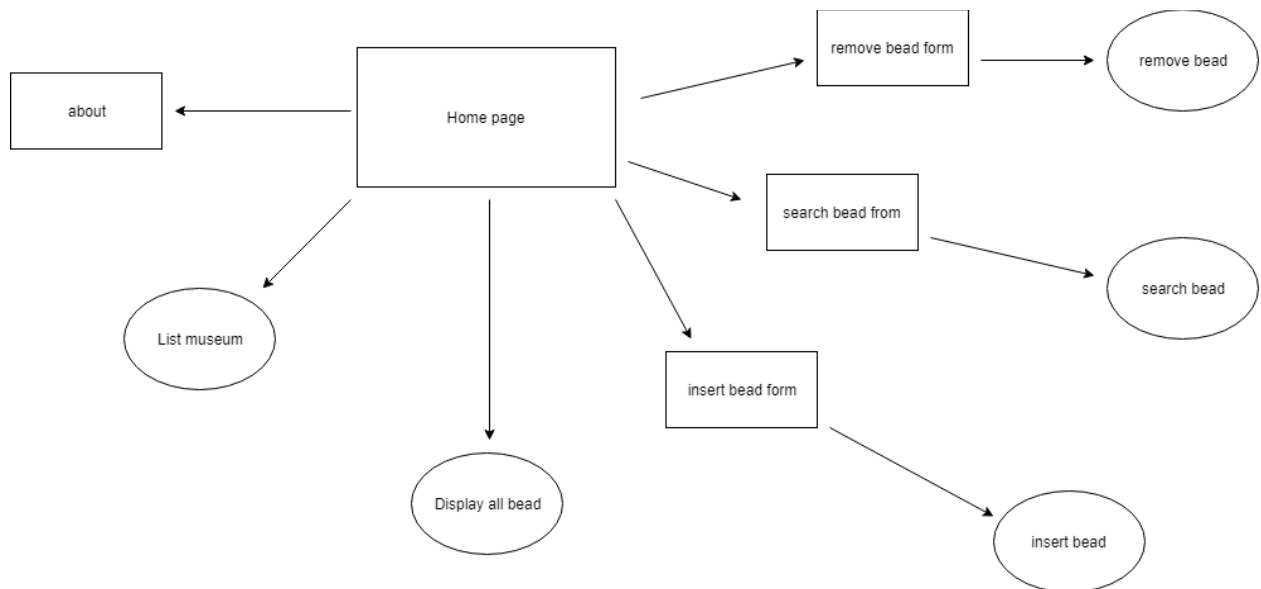 remove bead form
remove bead
about
Home page
search bead from
search bead
List museum
insert bead form
Display all bead
insert bead